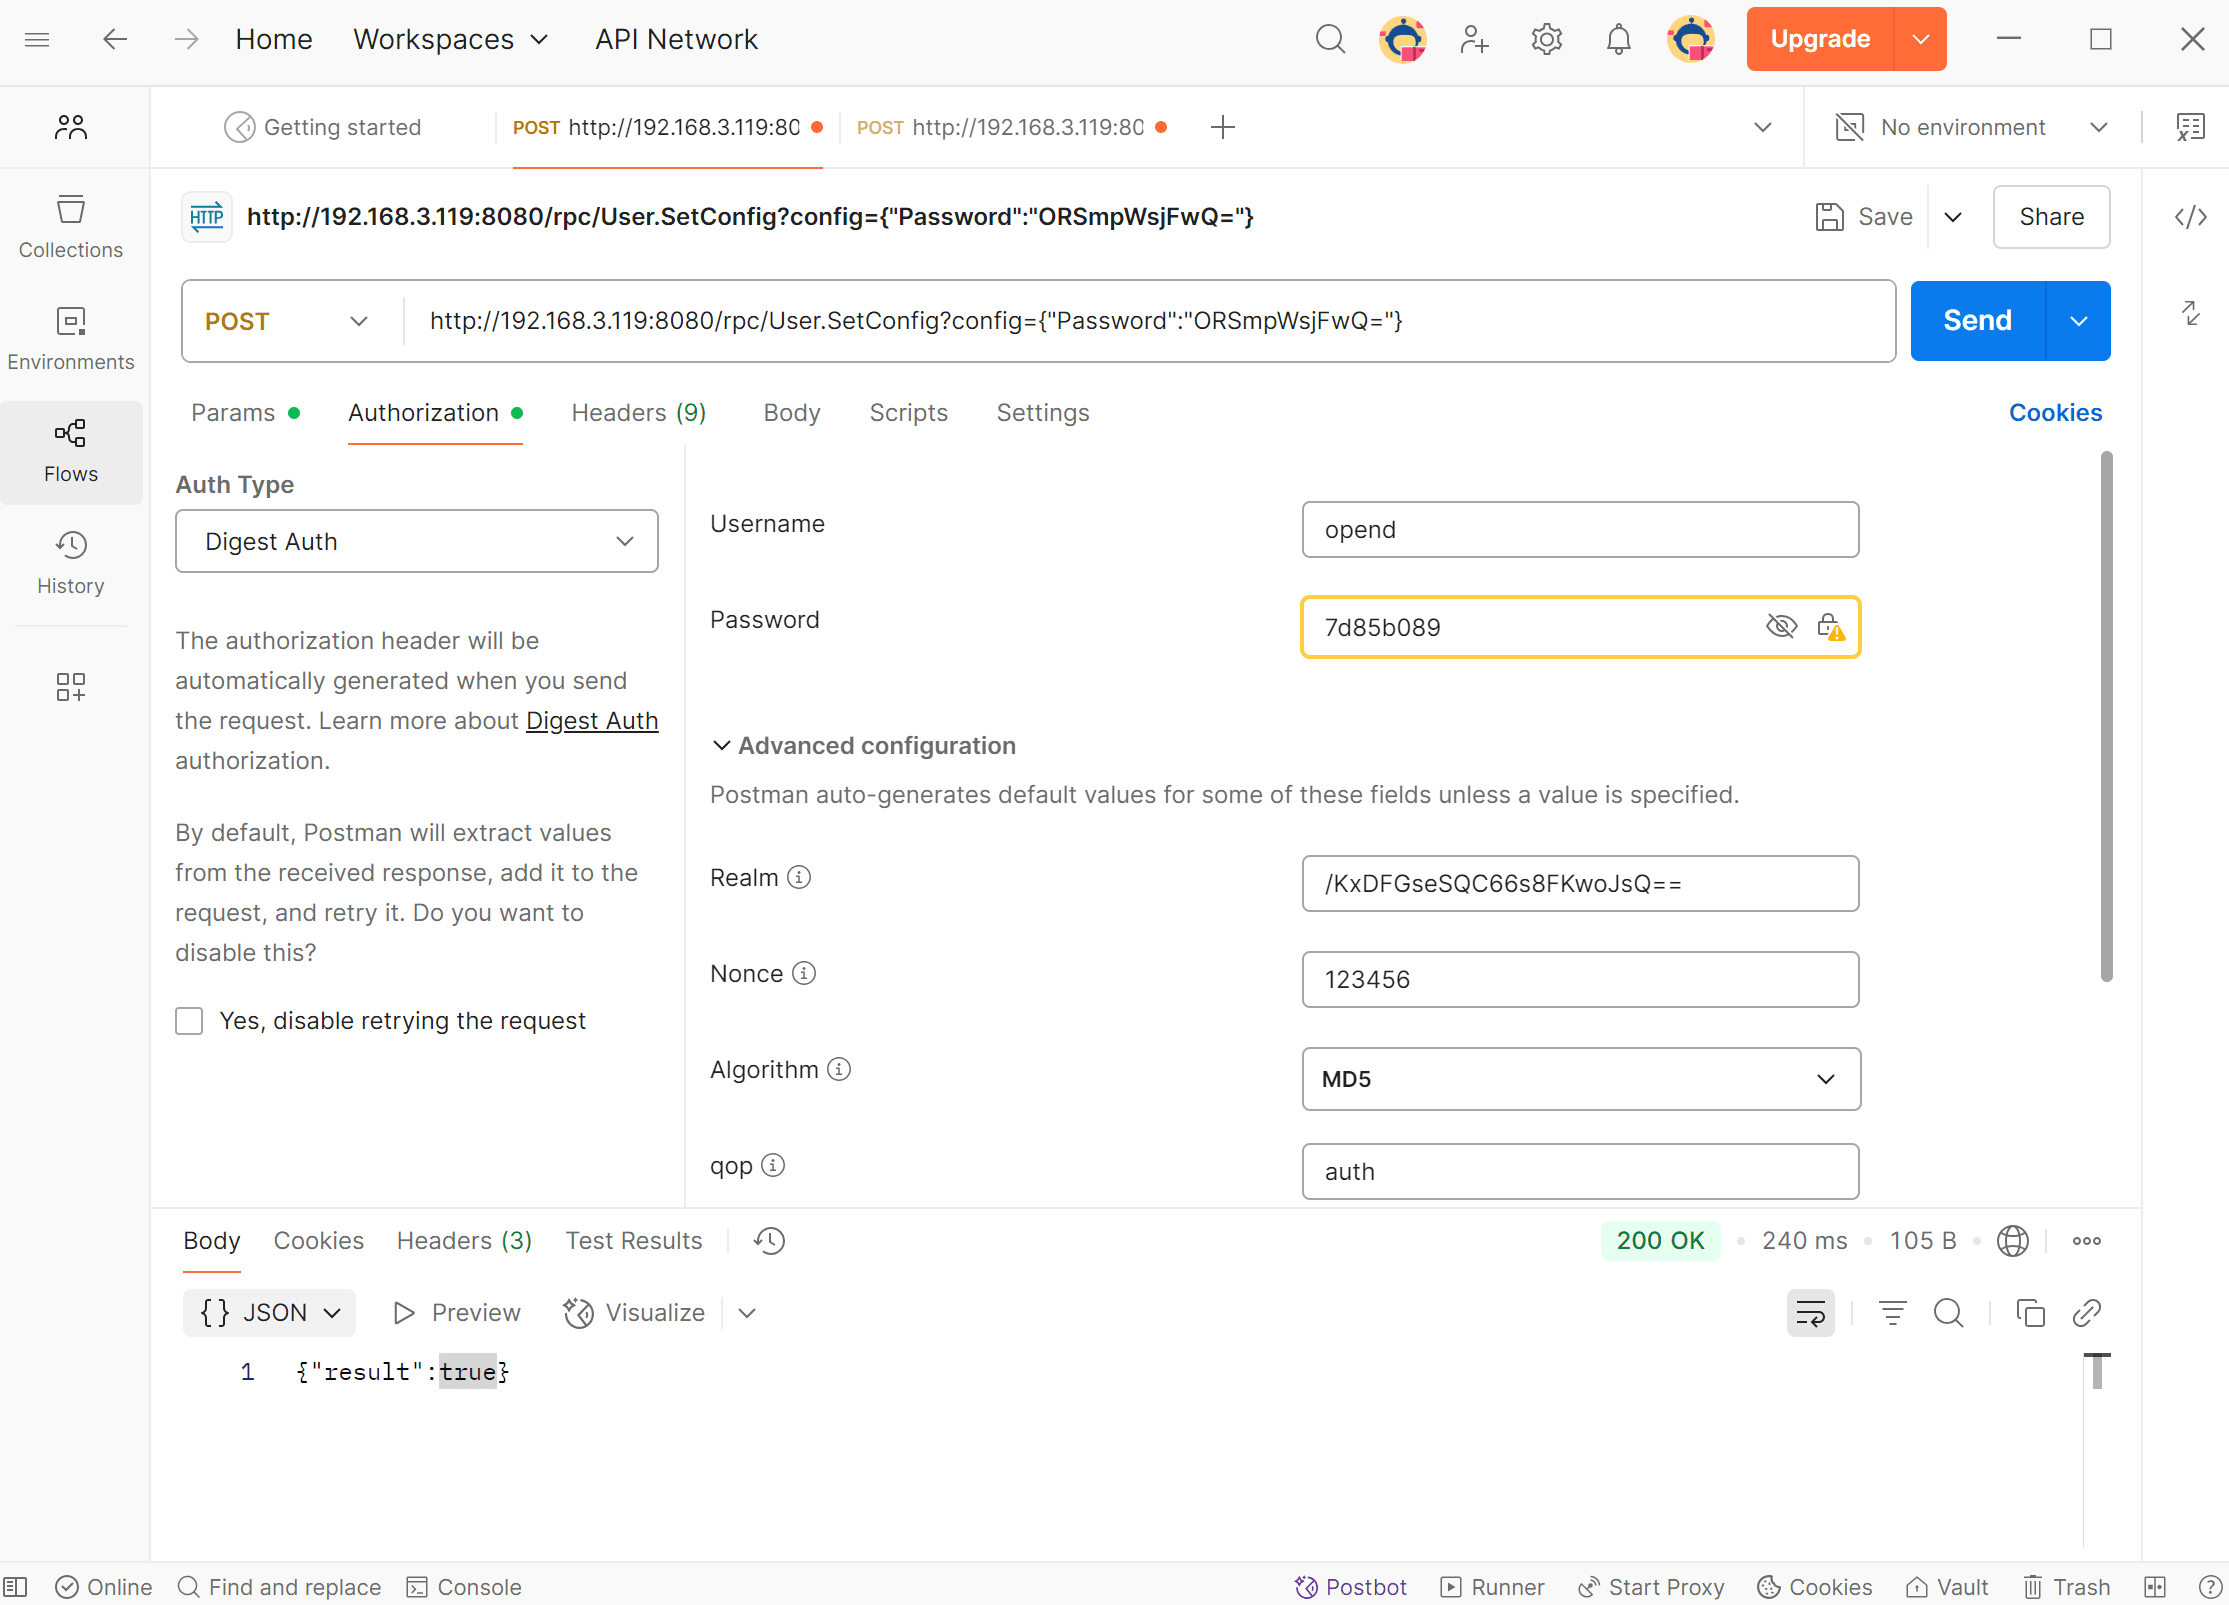 Home Workspaces API Network Upgrade
Getting started POST http://192.168.3.119:80 POST http://192.168.3.119:80 No environment
HTTP http://192.168.3.119:8080/rpc/User.SetConfig?config={"Password":"ORSmpWsjFwQ="} Save Share
Collections
POST http://192.168.3.119:8080/rpc/User.SetConfig?config={"Password":"ORSmpWsjFwQ="} Send
Environments
Params Authorization Headers (9) Body Scripts Settings Cookies
Flows
History
Auth Type
Digest Auth
The authorization header will be
automatically generated when you send
the request. Learn more about Digest Auth
authorization.
By default, Postman will extract values
from the received response, add it to the
request, and retry it. Do you want to
disable this?
Yes, disable retrying the request
Username opend
Password 7d85b089
Advanced configuration
Postman auto-generates default values for some of these fields unless a value is specified.
Realm /KxDFGseSQC66s8FKwoJsQ==
Nonce 123456
Algorithm MD5
qop auth
Body Cookies Headers (3) Test Results 200 OK 240 ms 105 B
{} JSON Preview Visualize
1 {"result":true}
Online Find and replace Console Postbot Runner Start Proxy Cookies Vault Trash